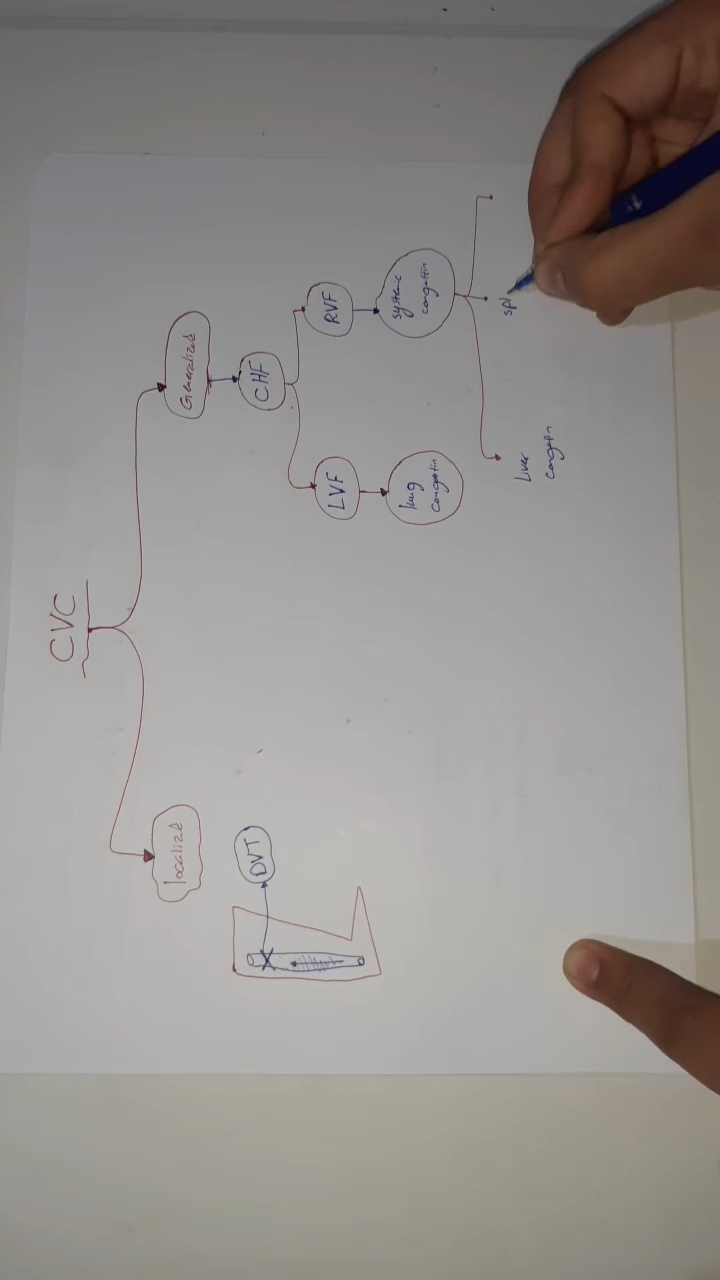 CVC
localized
Generalized
DVT
CHF
LVF
RVF
lung
congestion
systemic
congestion
Liver
congestion
spl